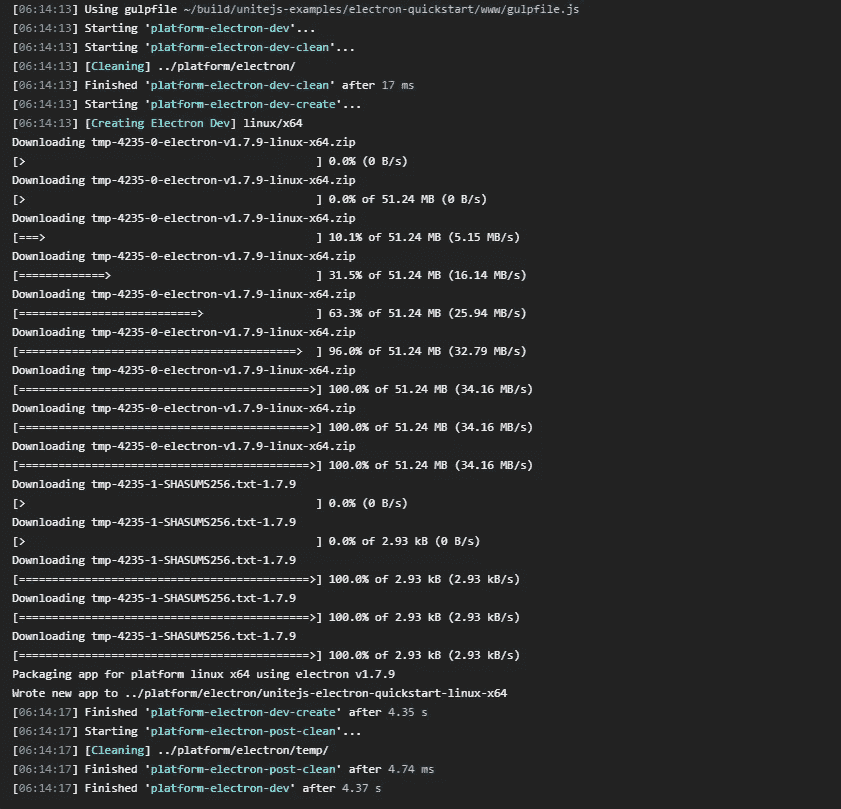 [06:14:13] Using gulpfile ~/build/unitejs-examples/electron-quickstart/www/gulpfile.js
[06:14:13] Starting 'platform-electron-dev'...
[06:14:13] Starting 'platform-electron-dev-clean'...
[06:14:13] [Cleaning] ../platform/electron/
[06:14:13] Finished 'platform-electron-dev-clean' after 17 ms
[06:14:13] Starting 'platform-electron-dev-create'...
[06:14:13] [Creating Electron Dev] linux/x64
Downloading tmp-4235-0-electron-v1.7.9-linux-x64.zip
[>                                            ] 0.0% (0 B/s)
Downloading tmp-4235-0-electron-v1.7.9-linux-x64.zip
[>                                            ] 0.0% of 51.24 MB (0 B/s)
Downloading tmp-4235-0-electron-v1.7.9-linux-x64.zip
[===>                                         ] 10.1% of 51.24 MB (5.15 MB/s)
Downloading tmp-4235-0-electron-v1.7.9-linux-x64.zip
[=============>                               ] 31.5% of 51.24 MB (16.14 MB/s)
Downloading tmp-4235-0-electron-v1.7.9-linux-x64.zip
[===========================>                 ] 63.3% of 51.24 MB (25.94 MB/s)
Downloading tmp-4235-0-electron-v1.7.9-linux-x64.zip
[==========================================>  ] 96.0% of 51.24 MB (32.79 MB/s)
Downloading tmp-4235-0-electron-v1.7.9-linux-x64.zip
[============================================>] 100.0% of 51.24 MB (34.16 MB/s)
Downloading tmp-4235-0-electron-v1.7.9-linux-x64.zip
[============================================>] 100.0% of 51.24 MB (34.16 MB/s)
Downloading tmp-4235-0-electron-v1.7.9-linux-x64.zip
[============================================>] 100.0% of 51.24 MB (34.16 MB/s)
Downloading tmp-4235-1-SHASUMS256.txt-1.7.9
[>                                            ] 0.0% (0 B/s)
Downloading tmp-4235-1-SHASUMS256.txt-1.7.9
[>                                            ] 0.0% of 2.93 kB (0 B/s)
Downloading tmp-4235-1-SHASUMS256.txt-1.7.9
[============================================>] 100.0% of 2.93 kB (2.93 kB/s)
Downloading tmp-4235-1-SHASUMS256.txt-1.7.9
[============================================>] 100.0% of 2.93 kB (2.93 kB/s)
Downloading tmp-4235-1-SHASUMS256.txt-1.7.9
[============================================>] 100.0% of 2.93 kB (2.93 kB/s)
Packaging app for platform linux x64 using electron v1.7.9
Wrote new app to ../platform/electron/unitejs-electron-quickstart-linux-x64
[06:14:17] Finished 'platform-electron-dev-create' after 4.35 s
[06:14:17] Starting 'platform-electron-post-clean'...
[06:14:17] [Cleaning] ../platform/electron/temp/
[06:14:17] Finished 'platform-electron-post-clean' after 4.74 ms
[06:14:17] Finished 'platform-electron-dev' after 4.37 s